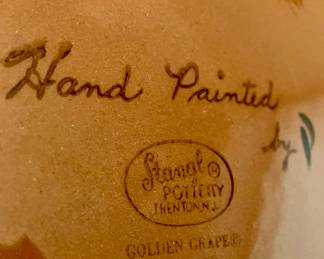 Hand Painted
by P
Stangl ®
POTTERY
TRENTON N.J.
GOLDEN GRAPE ®